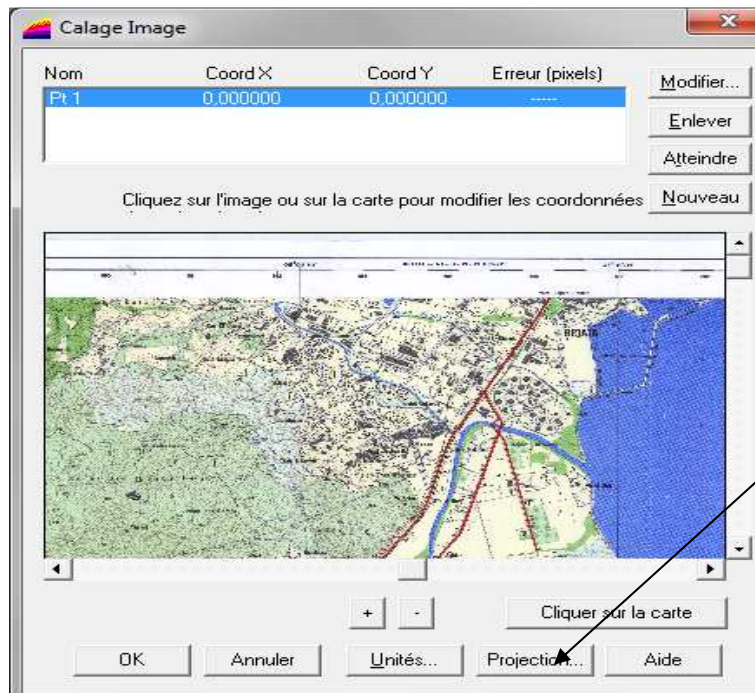 Calage Image
Nom Coord X Coord Y Erreur (pixels)
Pt 1 0,000000 0,000000 -----
Modifier...
Enlever
Atteindre
Nouveau
Cliquez sur l'image ou sur la carte pour modifier les coordonnées
BEJAIA
+ -
Cliquer sur la carte
OK Annuler Unités... Projection... Aide